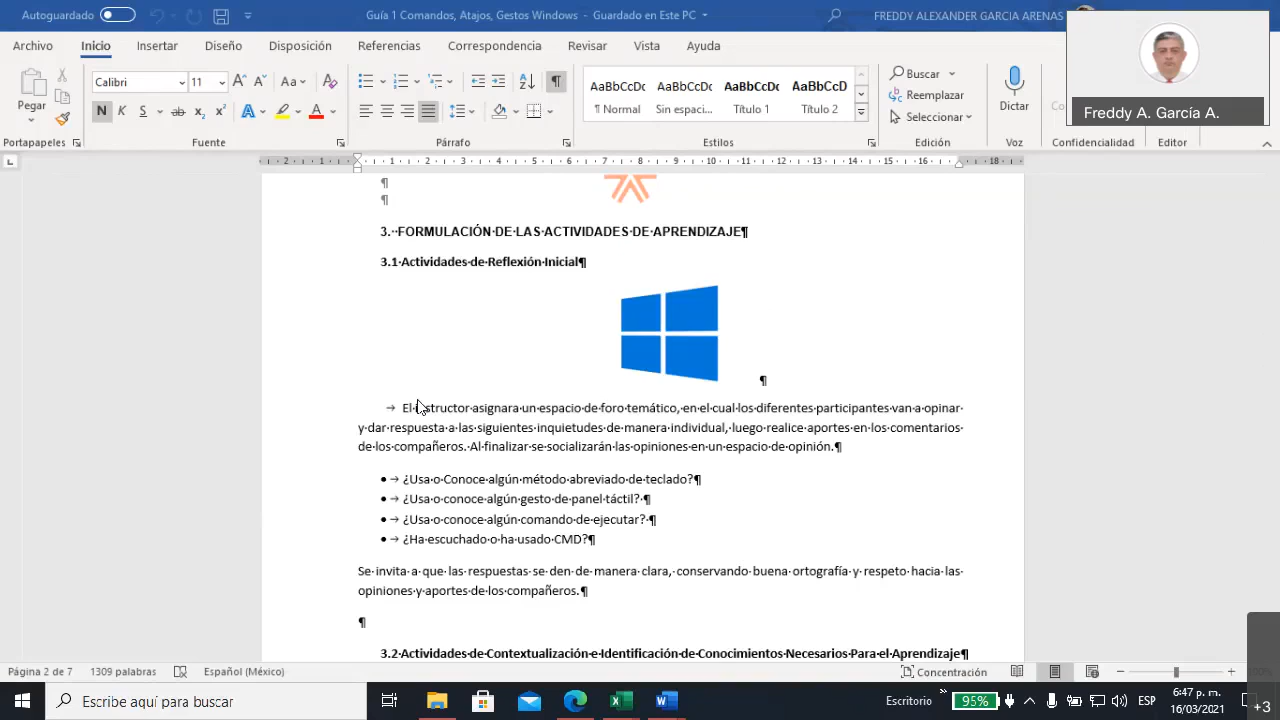 Autoguardado
Guía 1 Comandos, Atajos, Gestos Windows - Guardado en Este PC
FREDDY ALEXANDER GARCIA ARENAS
Archivo Inicio Insertar Diseño Disposición Referencias Correspondencia Revisar Vista Ayuda
Freddy A. García A.
Pegar
Calibri 11
N K S
AaBbCcDc AaBbCcDc AaBbCcDc AaBbCcD
¶ Normal Sin espaci... Título 1 Título 2
Buscar
Reemplazar
Seleccionar
Dictar
Portapapeles Fuente Párrafo Estilos Edición Voz Confidencialidad Editor
3. FORMULACIÓN DE LAS ACTIVIDADES DE APRENDIZAJE¶
3.1 Actividades de Reflexión Inicial¶
El instructor asignara un espacio de foro temático, en el cual los diferentes participantes van a opinar
y dar respuesta a las siguientes inquietudes de manera individual, luego realice aportes en los comentarios
de los compañeros. Al finalizar se socializarán las opiniones en un espacio de opinión.¶
• → ¿Usa o Conoce algún método abreviado de teclado?¶
• → ¿Usa o conoce algún gesto de panel táctil? ¶
• → ¿Usa o conoce algún comando de ejecutar? ¶
• → ¿Ha escuchado o ha usado CMD?¶
Se invita a que las respuestas se den de manera clara, conservando buena ortografía y respeto hacia las
opiniones y aportes de los compañeros.¶
3.2 Actividades de Contextualización e Identificación de Conocimientos Necesarios Para el Aprendizaje¶
Página 2 de 7 1309 palabras Español (México) Concentración 100%
Escribe aquí para buscar
Escritorio
95%
ESP
6:47 p. m.
16/03/2021
+3